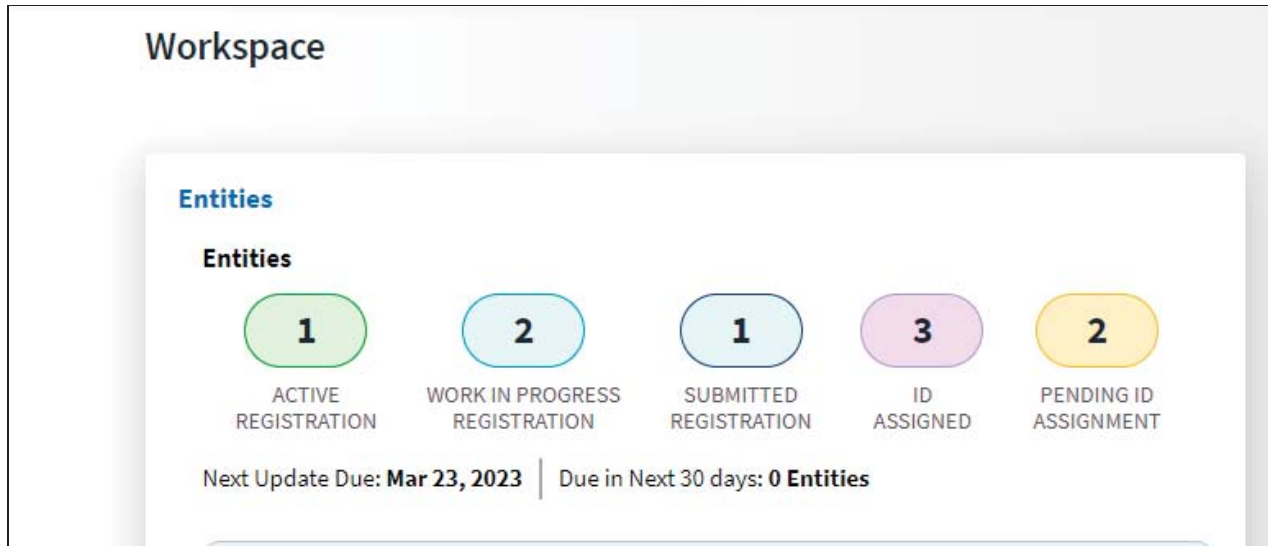 Workspace
Entities
Entities
1 2 1 3 2
ACTIVE WORK IN PROGRESS SUBMITTED ID PENDING ID
REGISTRATION REGISTRATION REGISTRATION ASSIGNED ASSIGNMENT
Next Update Due: Mar 23, 2023 Due in Next 30 days: 0 Entities